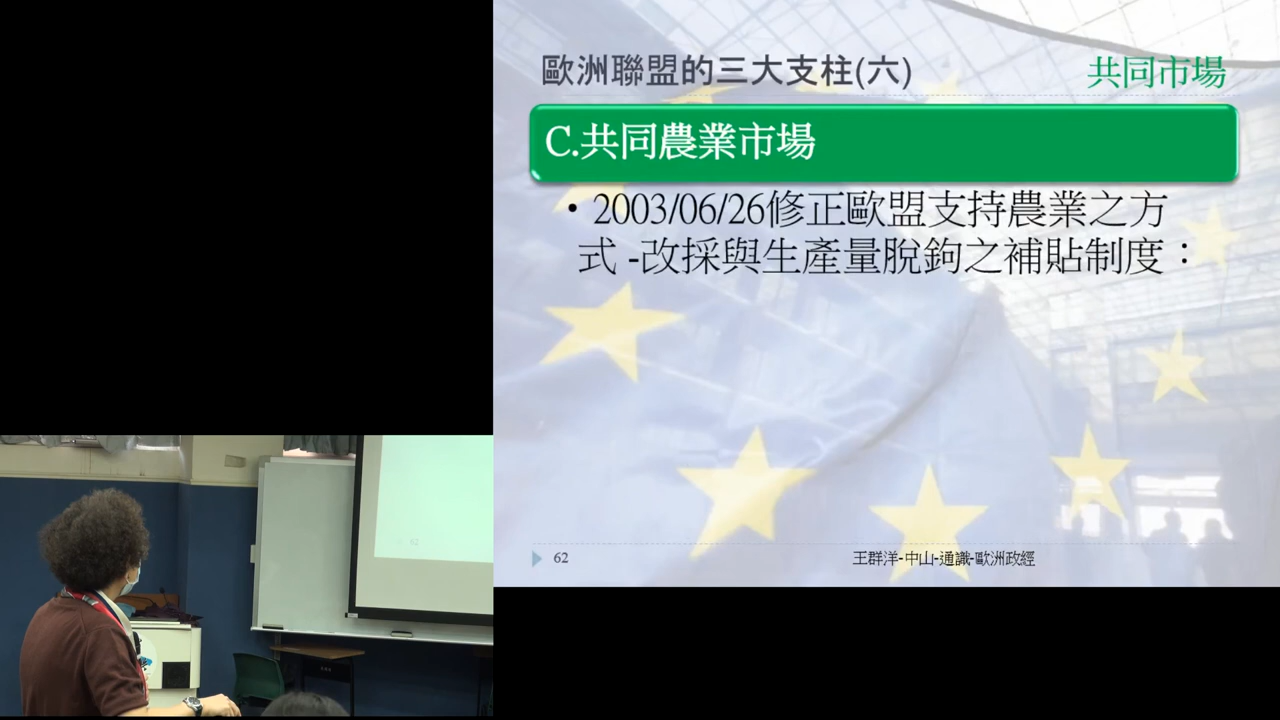 歐洲聯盟的三大支柱(六)
共同市場
C.共同農業市場
• 2003/06/26修正歐盟支持農業之方
式 -改採與生產量脫鉤之補貼制度：
62
王群洋-中山-通識-歐洲政經